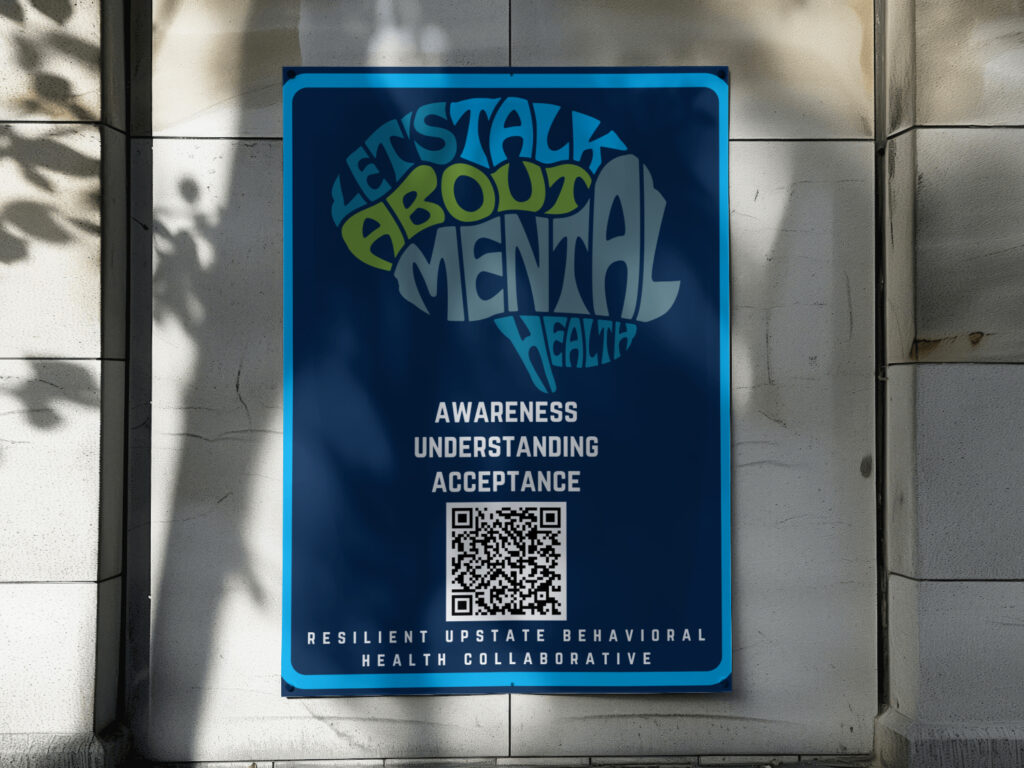 LET'S TALK
ABOUT
MENTAL
HEALTH
AWARENESS
UNDERSTANDING
ACCEPTANCE
RESILIENT UPSTATE BEHAVIORAL
HEALTH COLLABORATIVE